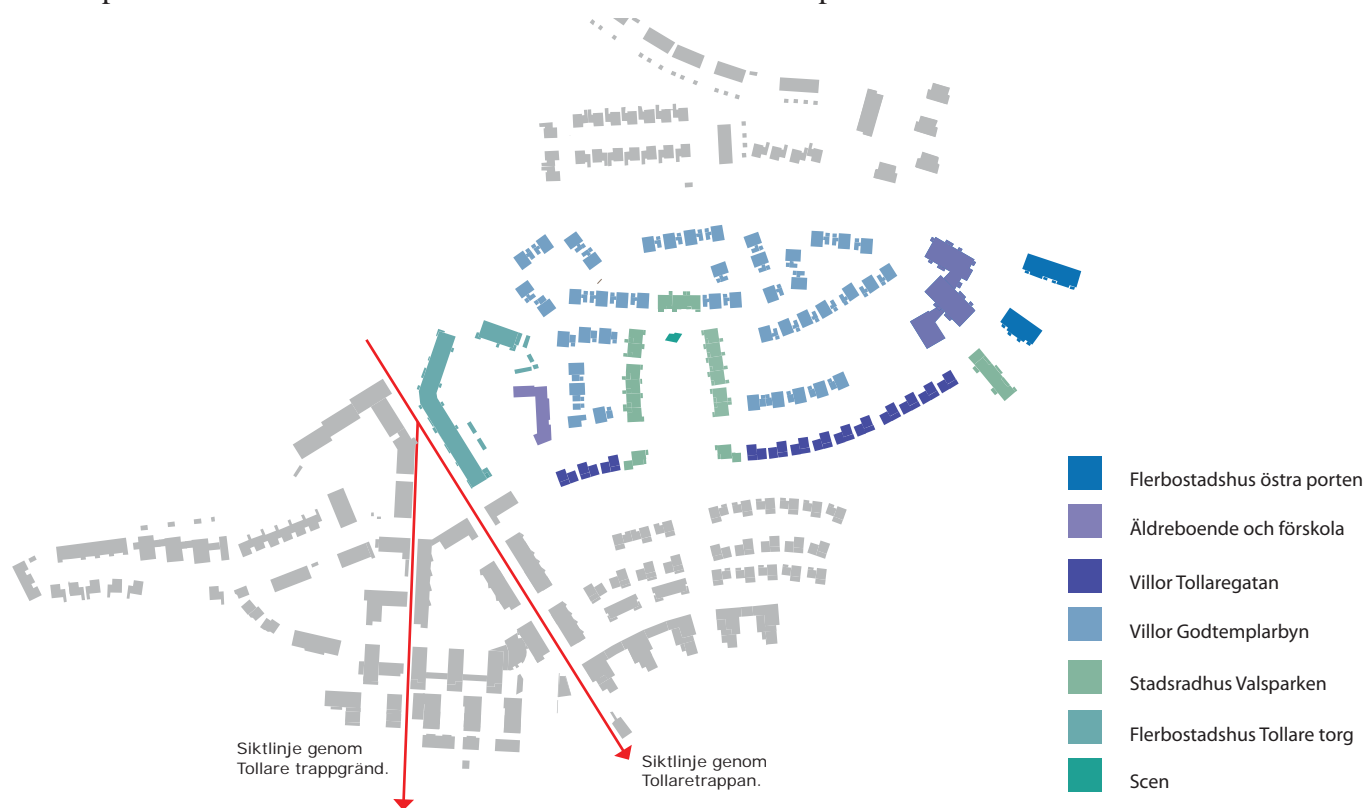 Flerbostadshus östra porten
Äldreboende och förskola
Villor Tollaregatan
Villor Godtemplarbyn
Stadsradhus Valsparken
Flerbostadshus Tollare torg
Scen
Siktlinje genom
Tollare trappgränd.
Siktlinje genom
Tollaretrappan.